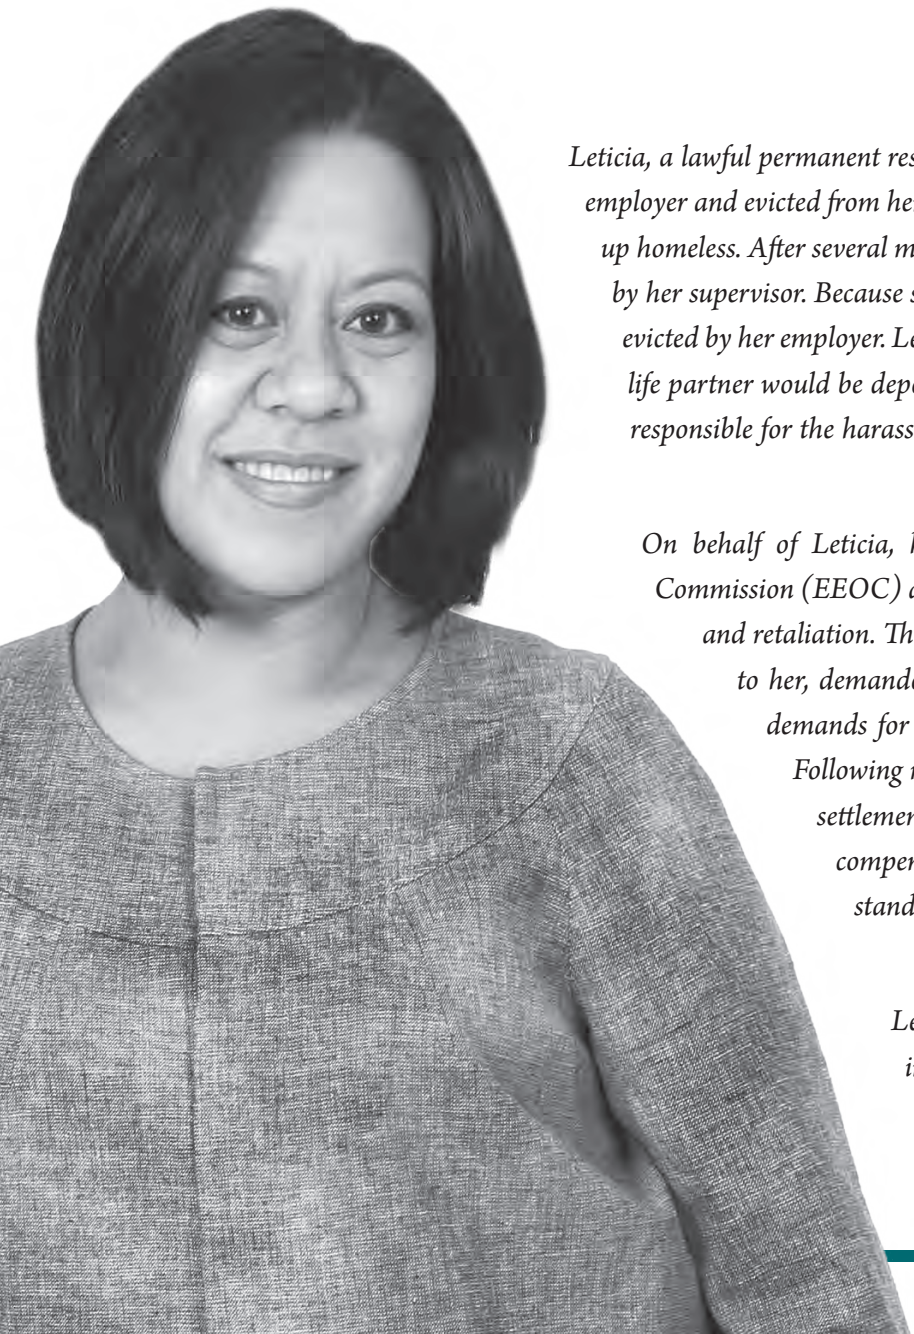 Leticia, a lawful permanent res
employer and evicted from her
up homeless. After several m
by her supervisor. Because s
evicted by her employer. Le
life partner would be depo
responsible for the harass
On behalf of Leticia,
Commission (EEOC) a
and retaliation. Th
to her, demande
demands for
Following
settlemen
compen
stand
Le
i